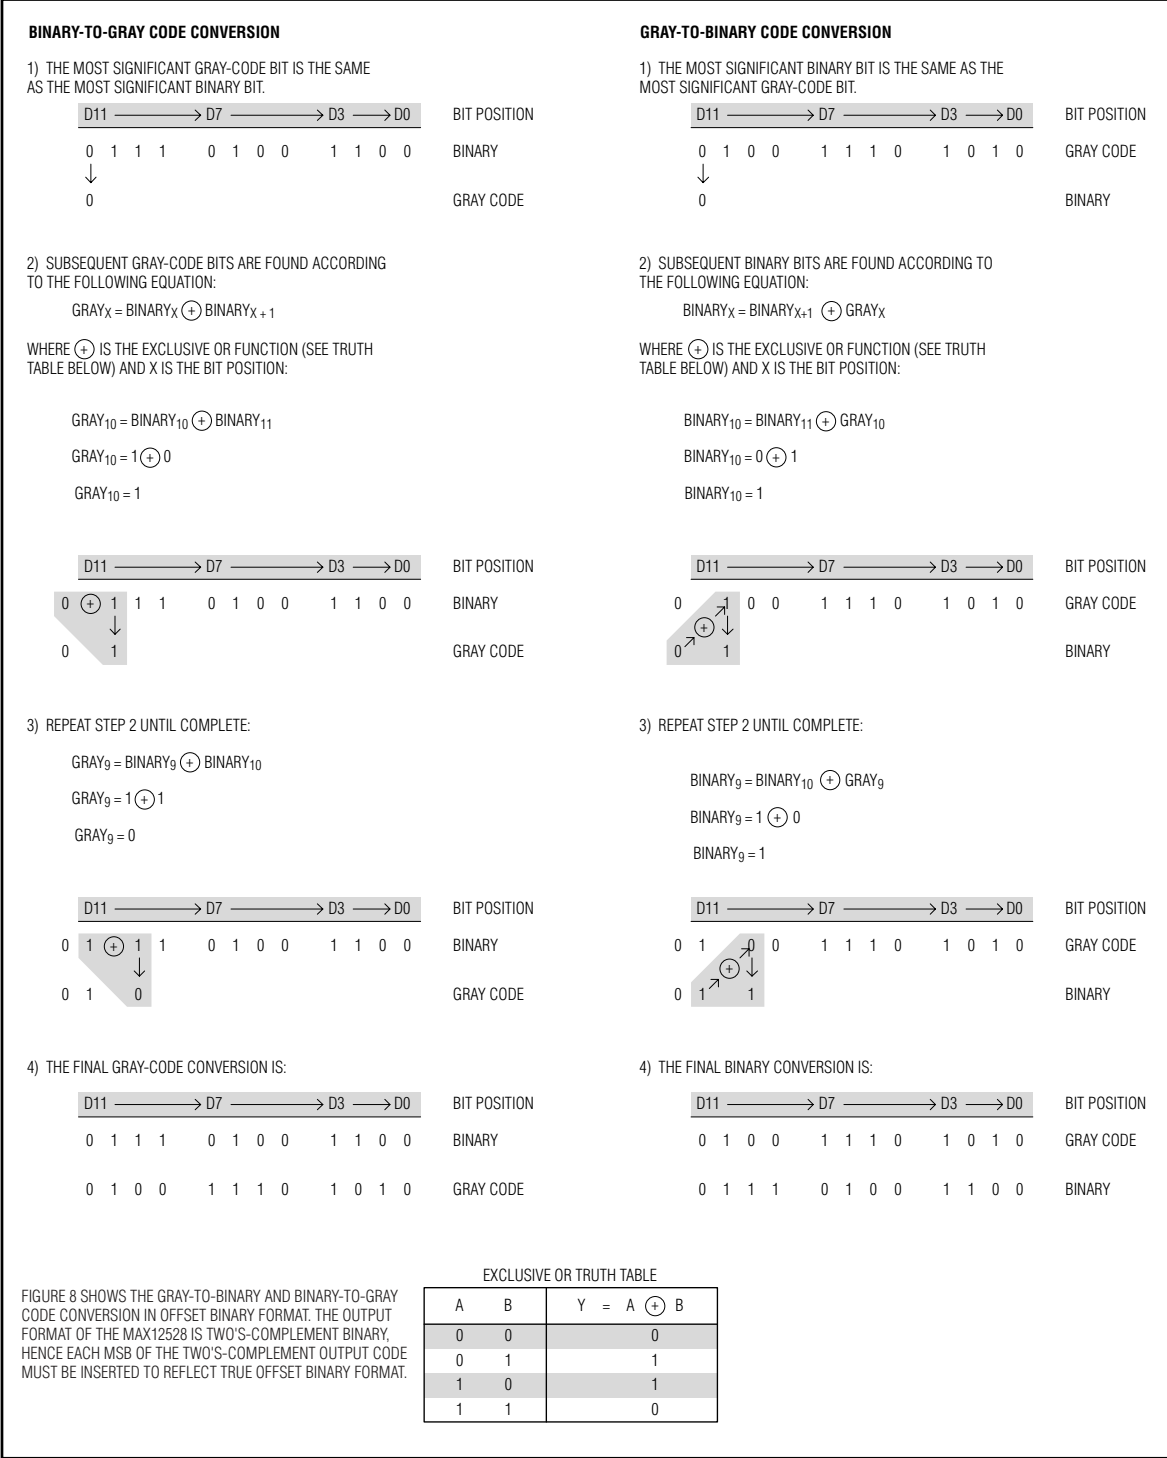 BINARY-TO-GRAY CODE CONVERSION
1) THE MOST SIGNIFICANT GRAY-CODE BIT IS THE SAME
AS THE MOST SIGNIFICANT BINARY BIT.
D11 → D7 → D3 → D0 BIT POSITION
0 1 1 1 0 1 0 0 1 1 0 0 BINARY
0 GRAY CODE
2) SUBSEQUENT GRAY-CODE BITS ARE FOUND ACCORDING
TO THE FOLLOWING EQUATION:
GRAYX = BINARYX ⊕ BINARYX + 1
WHERE ⊕ IS THE EXCLUSIVE OR FUNCTION (SEE TRUTH
TABLE BELOW) AND X IS THE BIT POSITION:
GRAY10 = BINARY10 ⊕ BINARY11
GRAY10 = 1 ⊕ 0
GRAY10 = 1
D11 → D7 → D3 → D0 BIT POSITION
0 ⊕ 1 1 1 0 1 0 0 1 1 0 0 BINARY
0 1 GRAY CODE
3) REPEAT STEP 2 UNTIL COMPLETE:
GRAY9 = BINARY9 ⊕ BINARY10
GRAY9 = 1 ⊕ 1
GRAY9 = 0
D11 → D7 → D3 → D0 BIT POSITION
0 1 ⊕ 1 1 0 1 0 0 1 1 0 0 BINARY
0 1 0 GRAY CODE
4) THE FINAL GRAY-CODE CONVERSION IS:
D11 → D7 → D3 → D0 BIT POSITION
0 1 1 1 0 1 0 0 1 1 0 0 BINARY
0 1 0 0 1 1 1 0 1 0 1 0 GRAY CODE
GRAY-TO-BINARY CODE CONVERSION
1) THE MOST SIGNIFICANT BINARY BIT IS THE SAME AS THE
MOST SIGNIFICANT GRAY-CODE BIT.
D11 → D7 → D3 → D0 BIT POSITION
0 1 0 0 1 1 1 0 1 0 1 0 GRAY CODE
0 BINARY
2) SUBSEQUENT BINARY BITS ARE FOUND ACCORDING TO
THE FOLLOWING EQUATION:
BINARYX = BINARYX+1 ⊕ GRAYX
WHERE ⊕ IS THE EXCLUSIVE OR FUNCTION (SEE TRUTH
TABLE BELOW) AND X IS THE BIT POSITION:
BINARY10 = BINARY11 ⊕ GRAY10
BINARY10 = 0 ⊕ 1
BINARY10 = 1
D11 → D7 → D3 → D0 BIT POSITION
0 1 0 0 1 1 1 0 1 0 1 0 GRAY CODE
⊕
0 1 BINARY
3) REPEAT STEP 2 UNTIL COMPLETE:
BINARY9 = BINARY10 ⊕ GRAY9
BINARY9 = 1 ⊕ 0
BINARY9 = 1
D11 → D7 → D3 → D0 BIT POSITION
0 1 0 0 1 1 1 0 1 0 1 0 GRAY CODE
⊕
0 1 1 BINARY
4) THE FINAL BINARY CONVERSION IS:
D11 → D7 → D3 → D0 BIT POSITION
0 1 0 0 1 1 1 0 1 0 1 0 GRAY CODE
0 1 1 1 0 1 0 0 1 1 0 0 BINARY
FIGURE 8 SHOWS THE GRAY-TO-BINARY AND BINARY-TO-GRAY
CODE CONVERSION IN OFFSET BINARY FORMAT. THE OUTPUT
FORMAT OF THE MAX12528 IS TWO'S-COMPLEMENT BINARY,
HENCE EACH MSB OF THE TWO'S-COMPLEMENT OUTPUT CODE
MUST BE INSERTED TO REFLECT TRUE OFFSET BINARY FORMAT.
EXCLUSIVE OR TRUTH TABLE
A B Y = A ⊕ B
0 0 0
0 1 1
1 0 1
1 1 0